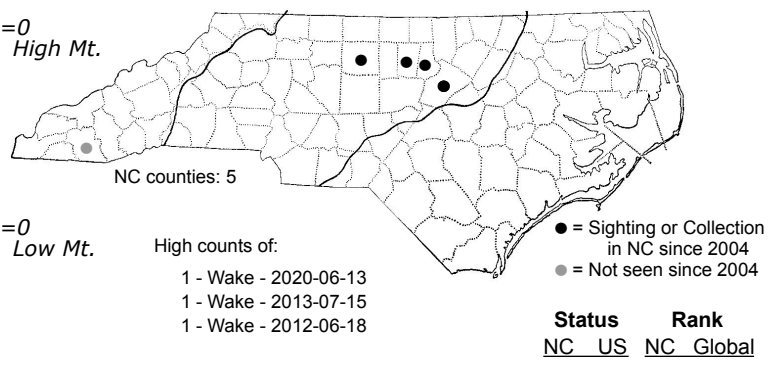 =0
High Mt.
NC counties: 5
=0
Low Mt.
High counts of:
1 - Wake - 2020-06-13
1 - Wake - 2013-07-15
1 - Wake - 2012-06-18
● = Sighting or Collection
in NC since 2004
● = Not seen since 2004
Status Rank
NC US NC Global